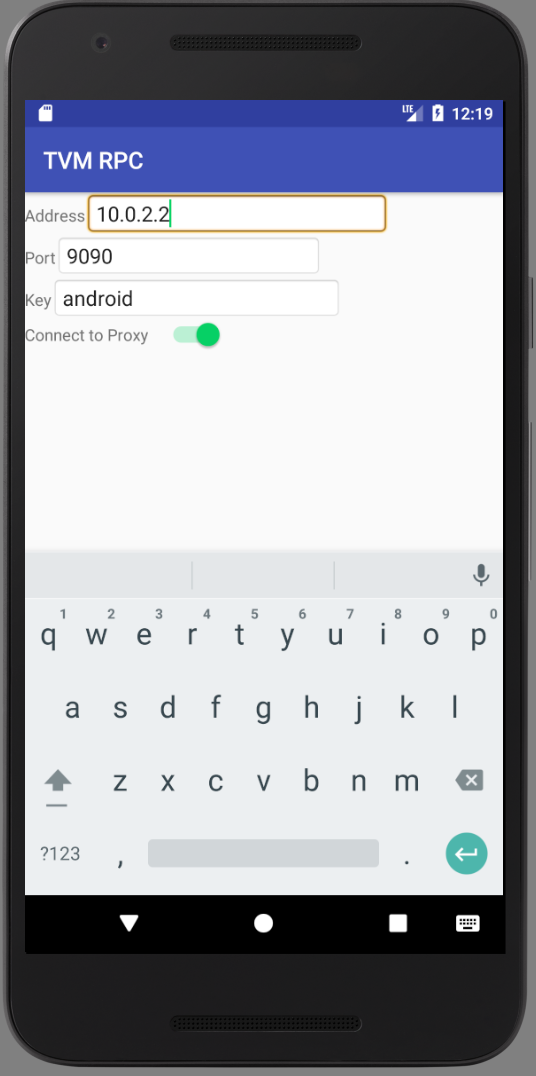 LTE 12:19
TVM RPC
Address 10.0.2.2
Port 9090
Key android
Connect to Proxy
1 2 3 4 5 6 7 8 9 0
q w e r t y u i o p
a s d f g h j k l
z x c v b n m
?123 , .